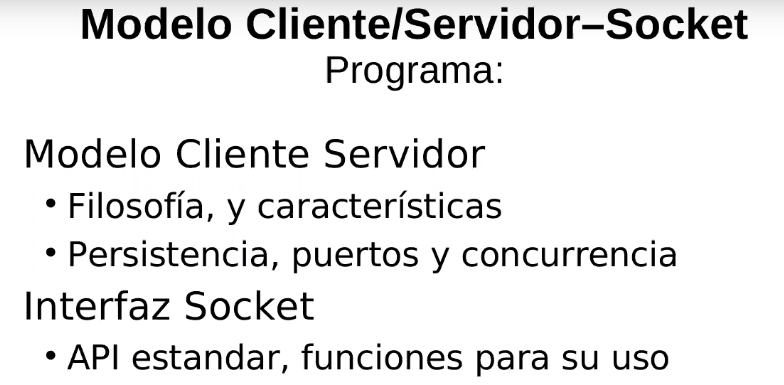 Modelo Cliente/Servidor–Socket
Programa:
Modelo Cliente Servidor
• Filosofía, y características
• Persistencia, puertos y concurrencia
Interfaz Socket
• API estandar, funciones para su uso